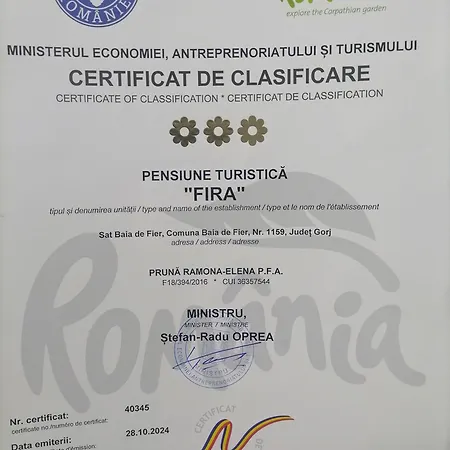 ROMÂNIEI
explore the Carpathian garden
MINISTERUL ECONOMIEI, ANTREPRENORIATULUI ȘI TURISMULUI
CERTIFICAT DE CLASIFICARE
CERTIFICATE OF CLASSIFICATION * CERTIFICAT DE CLASSIFICATION
PENSIUNE TURISTICĂ
"FIRA"
tipul și denumirea unității / type and name of the establishment / type et le nom de l'établissement
Sat Baia de Fier, Comuna Baia de Fier, Nr. 1159, Județ Gorj
adresa / address / adresse
PRUNĂ RAMONA-ELENA P.F.A.
F18/394/2016 * CUI 36357544
România
MINISTRU,
MINISTER / MINISTRE
Ștefan-Radu OPREA
Nr. certificat: 40345
certificate no./numéro de certificat:
Data emiterii: 28.10.2024
CERTIFICAT